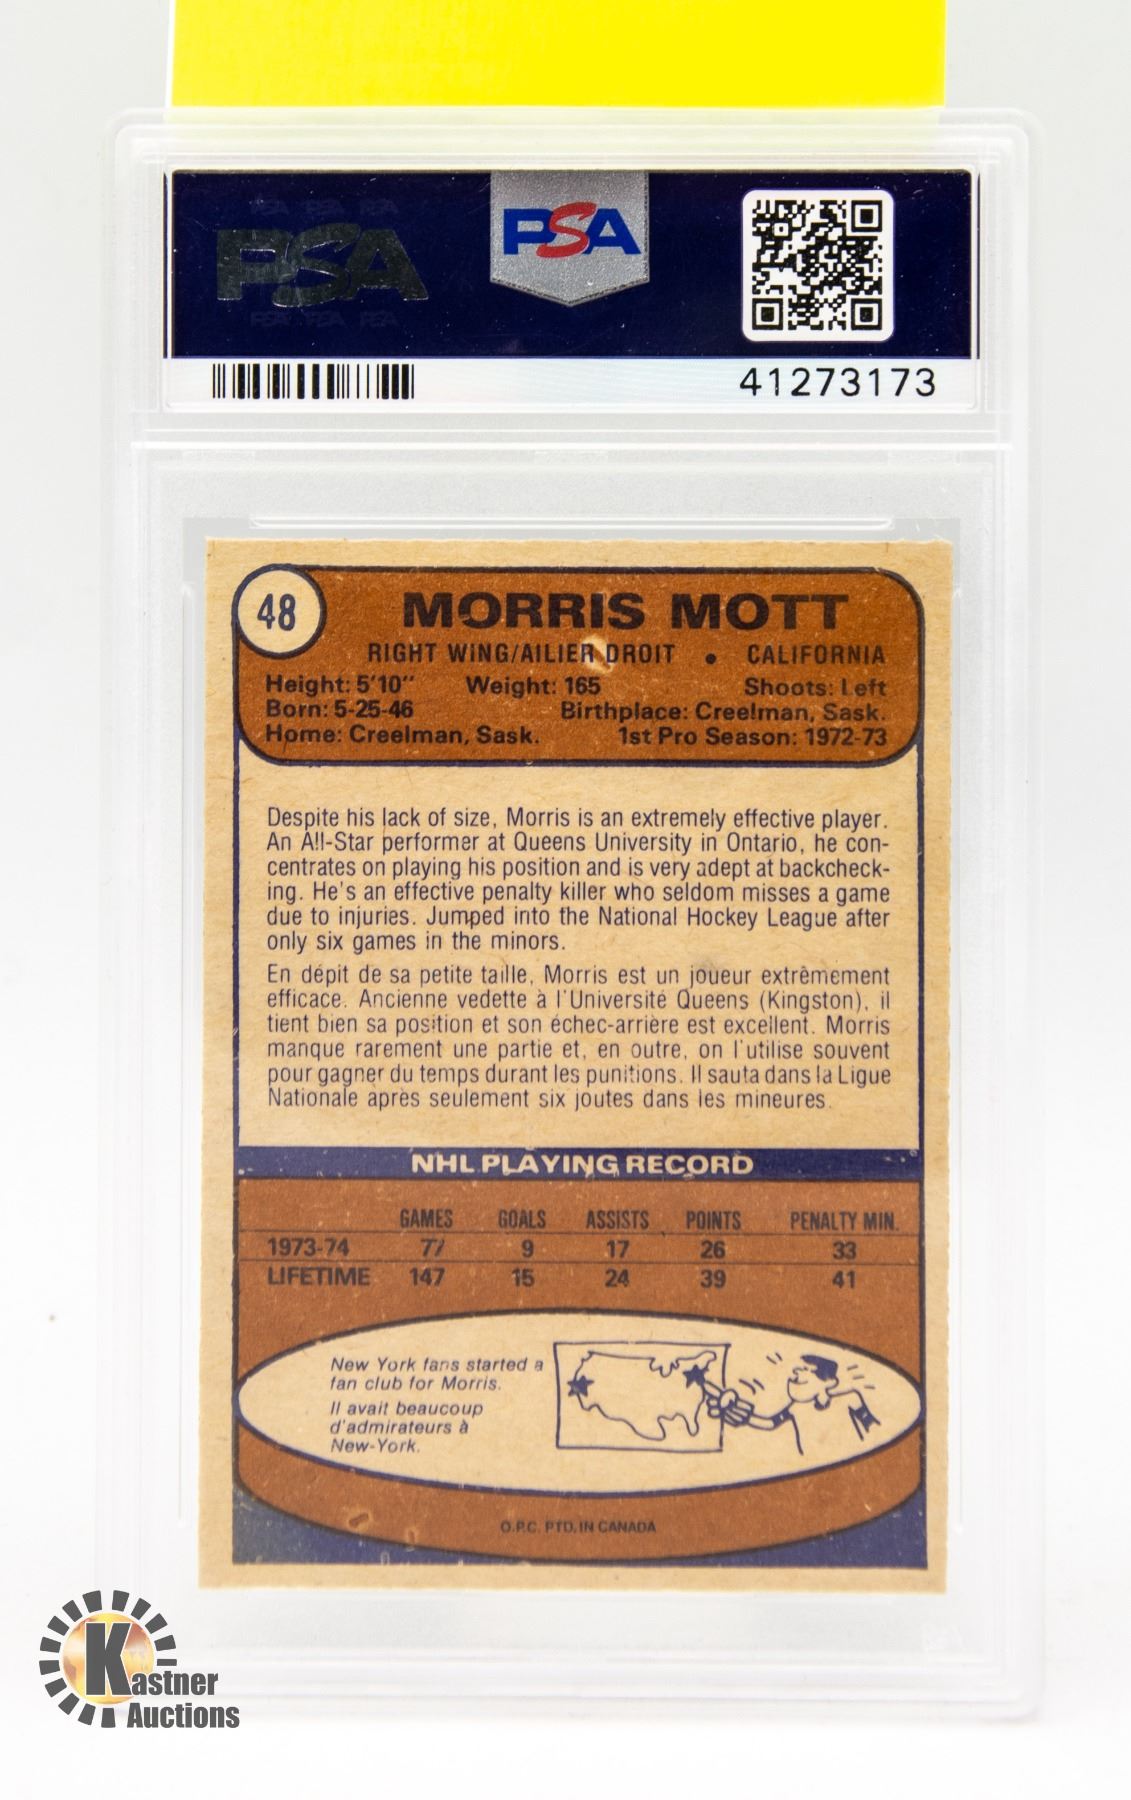 PSA
PSA
41273173
48
MORRIS MOTT
RIGHT WING/AILIER DROIT • CALIFORNIA
Height: 5'10" Weight: 165 Shoots: Left
Born: 5-25-46 Birthplace: Creelman, Sask.
Home: Creelman, Sask. 1st Pro Season: 1972-73
Despite his lack of size, Morris is an extremely effective player.
An All-Star performer at Queens University in Ontario, he con-
centrates on playing his position and is very adept at backcheck-
ing. He's an effective penalty killer who seldom misses a game
due to injuries. Jumped into the National Hockey League after
only six games in the minors.
En dépit de sa petite taille, Morris est un joueur extrêmement
efficace. Ancienne vedette à l'Université Queens (Kingston), il
tient bien sa position et son échec-arrière est excellent. Morris
manque rarement une partie et, en outre, on l'utilise souvent
pour gagner du temps durant les punitions. Il sauta dans la Ligue
Nationale après seulement six joutes dans les mineures.
NHL PLAYING RECORD
GAMES GOALS ASSISTS POINTS PENALTY MIN.
1973-74 77 9 17 26 33
LIFETIME 147 15 24 39 41
New York fans started a
fan club for Morris.
Il avait beaucoup
d'admirateurs à
New-York.
O.P.C. PTD. IN CANADA
Kastner
Auctions